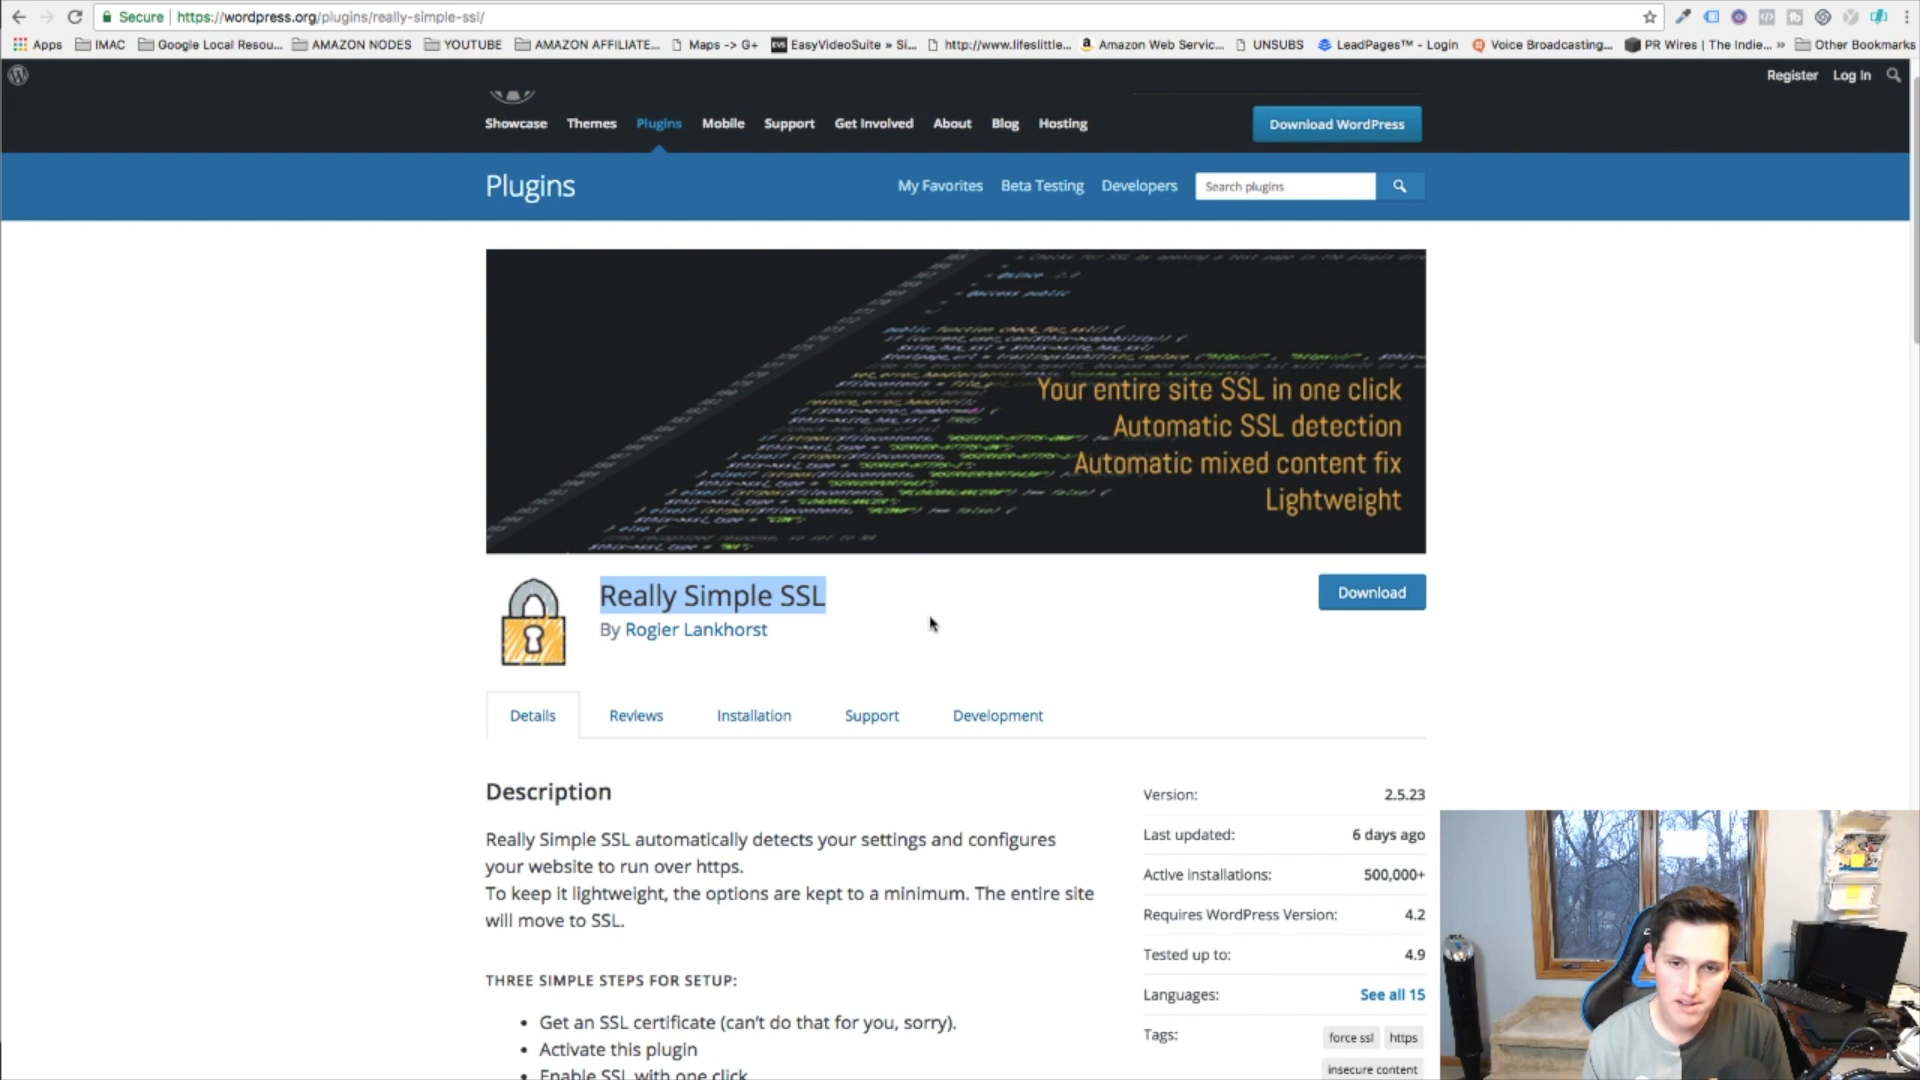 Secure | https://wordpress.org/plugins/really-simple-ssl/
Apps IMAC Google Local Resou... AMAZON NODES YOUTUBE AMAZON AFFILIATE... Maps -> G+ EasyVideoSuite » Si... http://www.lifeslittle... Amazon Web Servic... UNSUBS LeadPages™ - Login Voice Broadcasting... PR Wires | The Indie... » Other Bookmarks
Register Log In
Showcase Themes Plugins Mobile Support Get Involved About Blog Hosting Download WordPress
Plugins My Favorites Beta Testing Developers Search plugins
Your entire site SSL in one click
Automatic SSL detection
Automatic mixed content fix
Lightweight
Really Simple SSL
By Rogier Lankhorst
Download
Details Reviews Installation Support Development
Description
Really Simple SSL automatically detects your settings and configures
your website to run over https.
To keep it lightweight, the options are kept to a minimum. The entire site
will move to SSL.
THREE SIMPLE STEPS FOR SETUP:
• Get an SSL certificate (can't do that for you, sorry).
• Activate this plugin
• Enable SSL with one click
Version: 2.5.23
Last updated: 6 days ago
Active installations: 500,000+
Requires WordPress Version: 4.2
Tested up to: 4.9
Languages: See all 15
Tags: force ssl https
insecure content